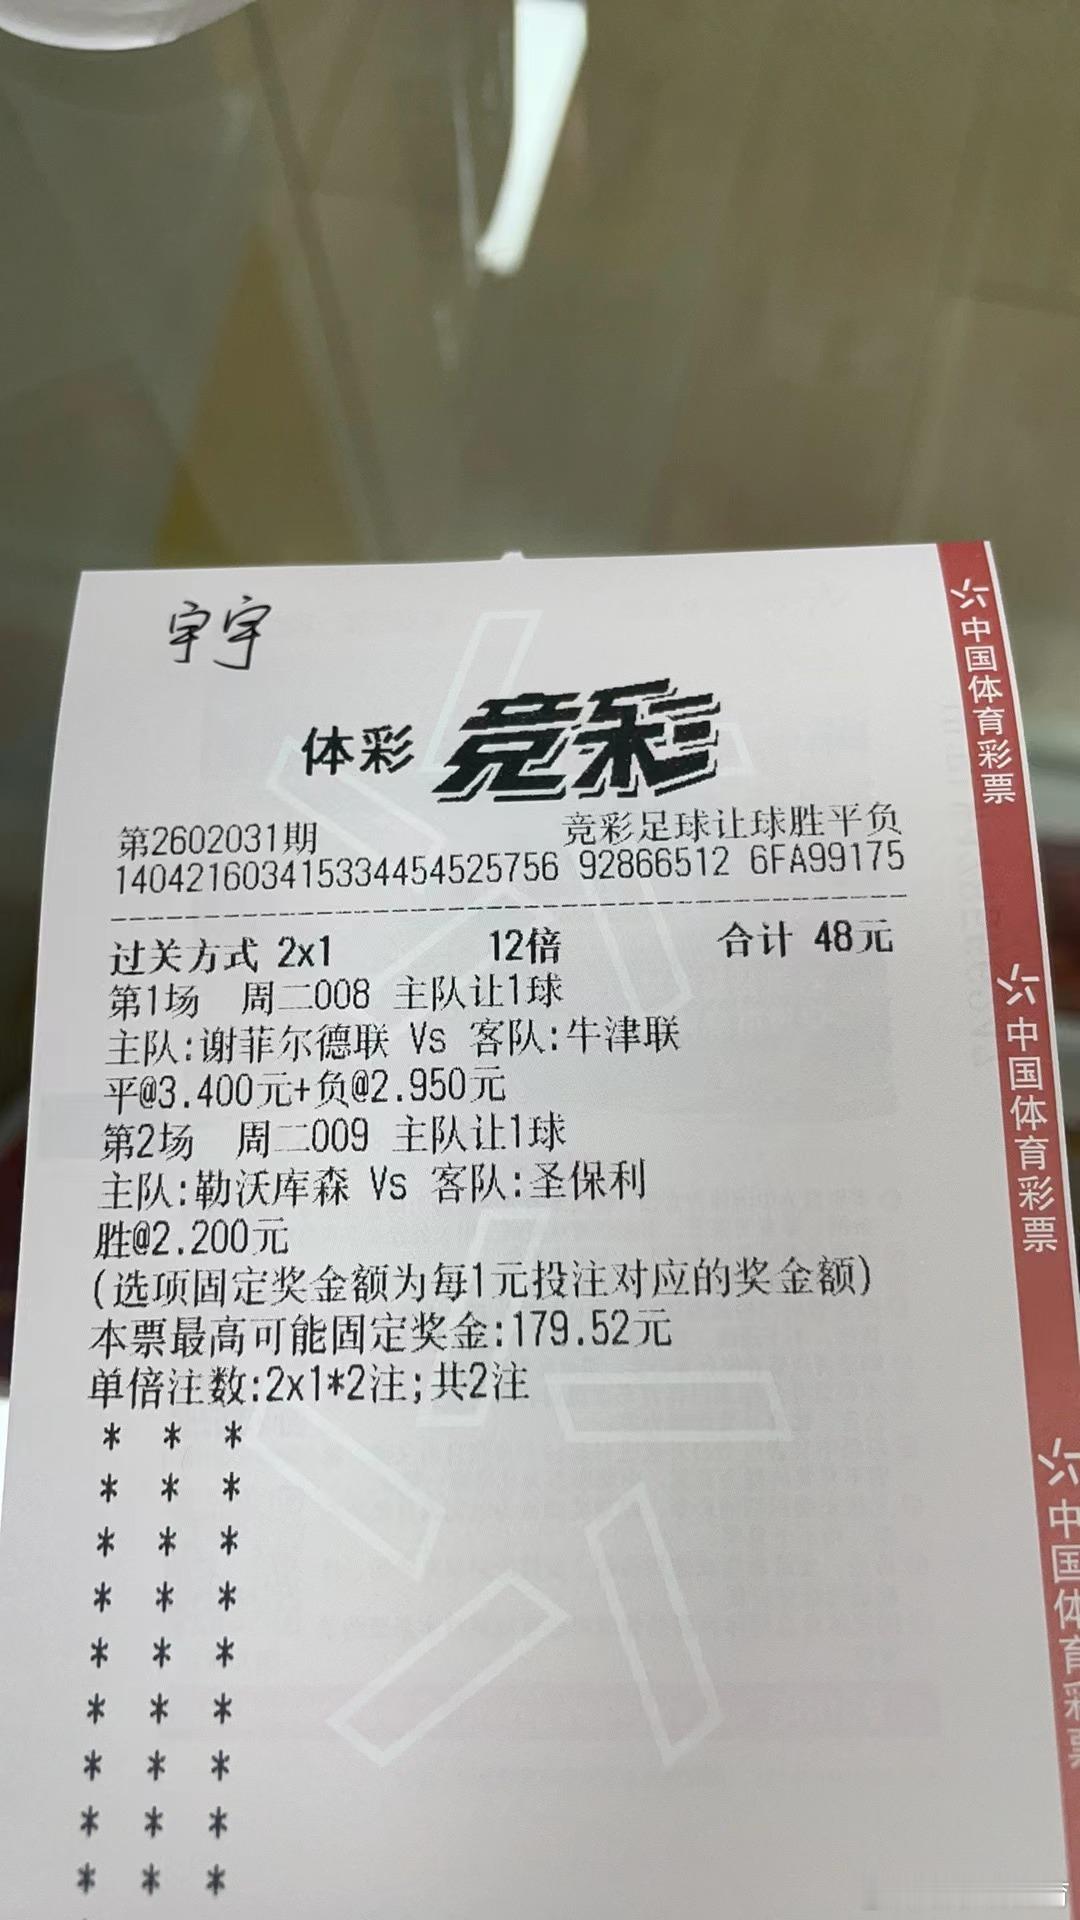 宇宇
体彩 竞彩
第2602031期 竞彩足球让球胜平负
140421603415334454525756 92866512 6FA99175
过关方式 2x1 12倍 合计 48元
第1场 周二008 主队让1球
主队:谢菲尔德联 Vs 客队:牛津联
平@3.400元+负@2.950元
第2场 周二009 主队让1球
主队:勒沃库森 Vs 客队:圣保利
胜@2.200元
(选项固定奖金额为每1元投注对应的奖金额)
本票最高可能固定奖金:179.52元
单倍注数:2x1*2注;共2注
* * *
* * *
* * *
* * *
* * *
* * *
* * *
* * *
* * *
中国体育彩票
中国体育彩票
中国体育彩票